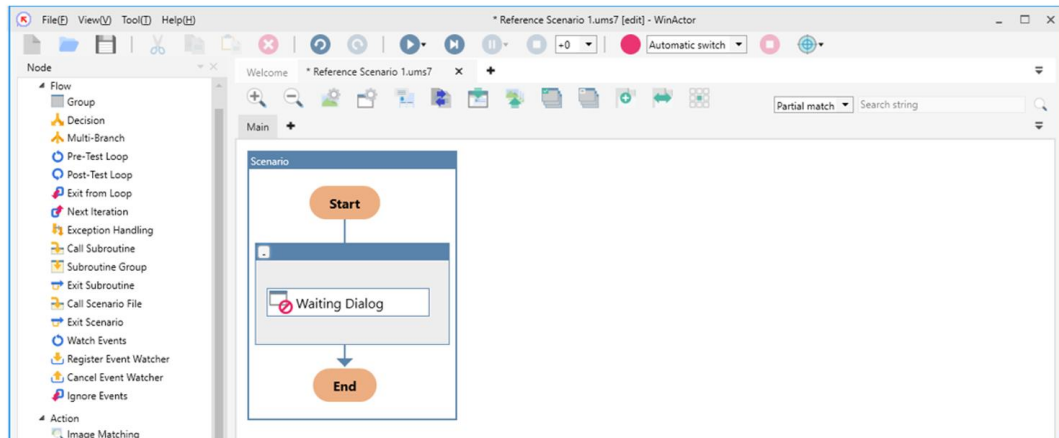 File(F) View(V) Tool(T) Help(H) * Reference Scenario 1.ums7 [edit] - WinActor
+0 Automatic switch
Node
Welcome * Reference Scenario 1.ums7
Flow
Group
Decision
Multi-Branch
Pre-Test Loop
Post-Test Loop
Exit from Loop
Next Iteration
Exception Handling
Call Subroutine
Subroutine Group
Exit Subroutine
Call Scenario File
Exit Scenario
Watch Events
Register Event Watcher
Cancel Event Watcher
Ignore Events
Action
Image Matching
Partial match Search string
Main
Scenario
Start
Waiting Dialog
End